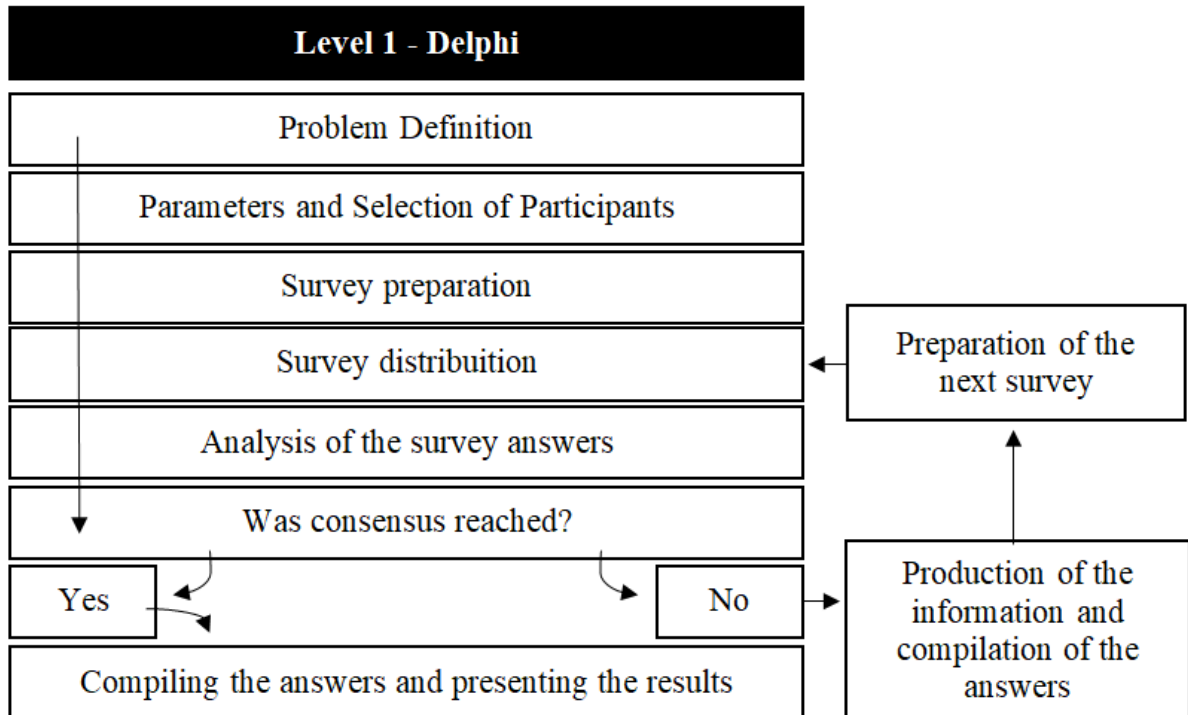 Level 1 - Delphi
Problem Definition
Parameters and Selection of Participants
Survey preparation
Survey distribuition
Analysis of the survey answers
Was consensus reached?
Yes
No
Compiling the answers and presenting the results
Production of the
information and
compilation of the
answers
Preparation of the
next survey